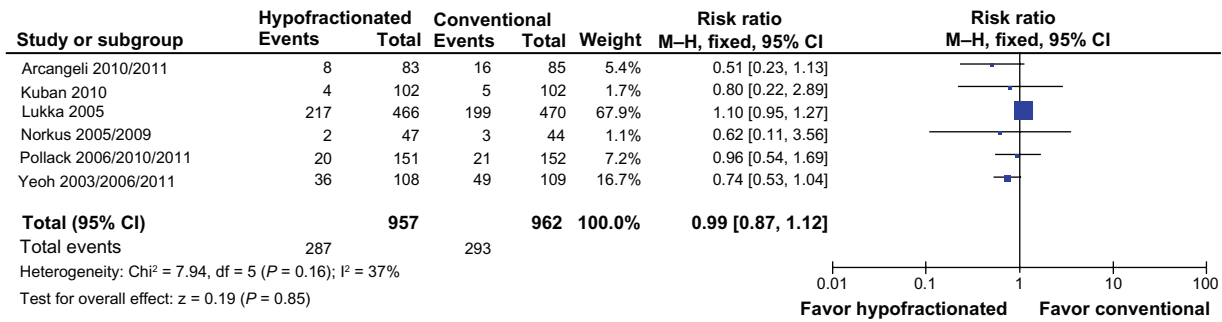 Hypofractionated Conventional Risk ratio Risk ratio
Study or subgroup Events Total Events Total Weight M–H, fixed, 95% CI M–H, fixed, 95% CI
Arcangeli 2010/2011 8 83 16 85 5.4% 0.51 [0.23, 1.13]
Kuban 2010 4 102 5 102 1.7% 0.80 [0.22, 2.89]
Lukka 2005 217 466 199 470 67.9% 1.10 [0.95, 1.27]
Norkus 2005/2009 2 47 3 44 1.1% 0.62 [0.11, 3.56]
Pollack 2006/2010/2011 20 151 21 152 7.2% 0.96 [0.54, 1.69]
Yeoh 2003/2006/2011 36 108 49 109 16.7% 0.74 [0.53, 1.04]
Total (95% CI) 957 962 100.0% 0.99 [0.87, 1.12]
Total events 287 293
Heterogeneity: Chi² = 7.94, df = 5 (P = 0.16); I² = 37%
Test for overall effect: z = 0.19 (P = 0.85)
0.01 0.1 1 10 100
Favor hypofractionated Favor conventional